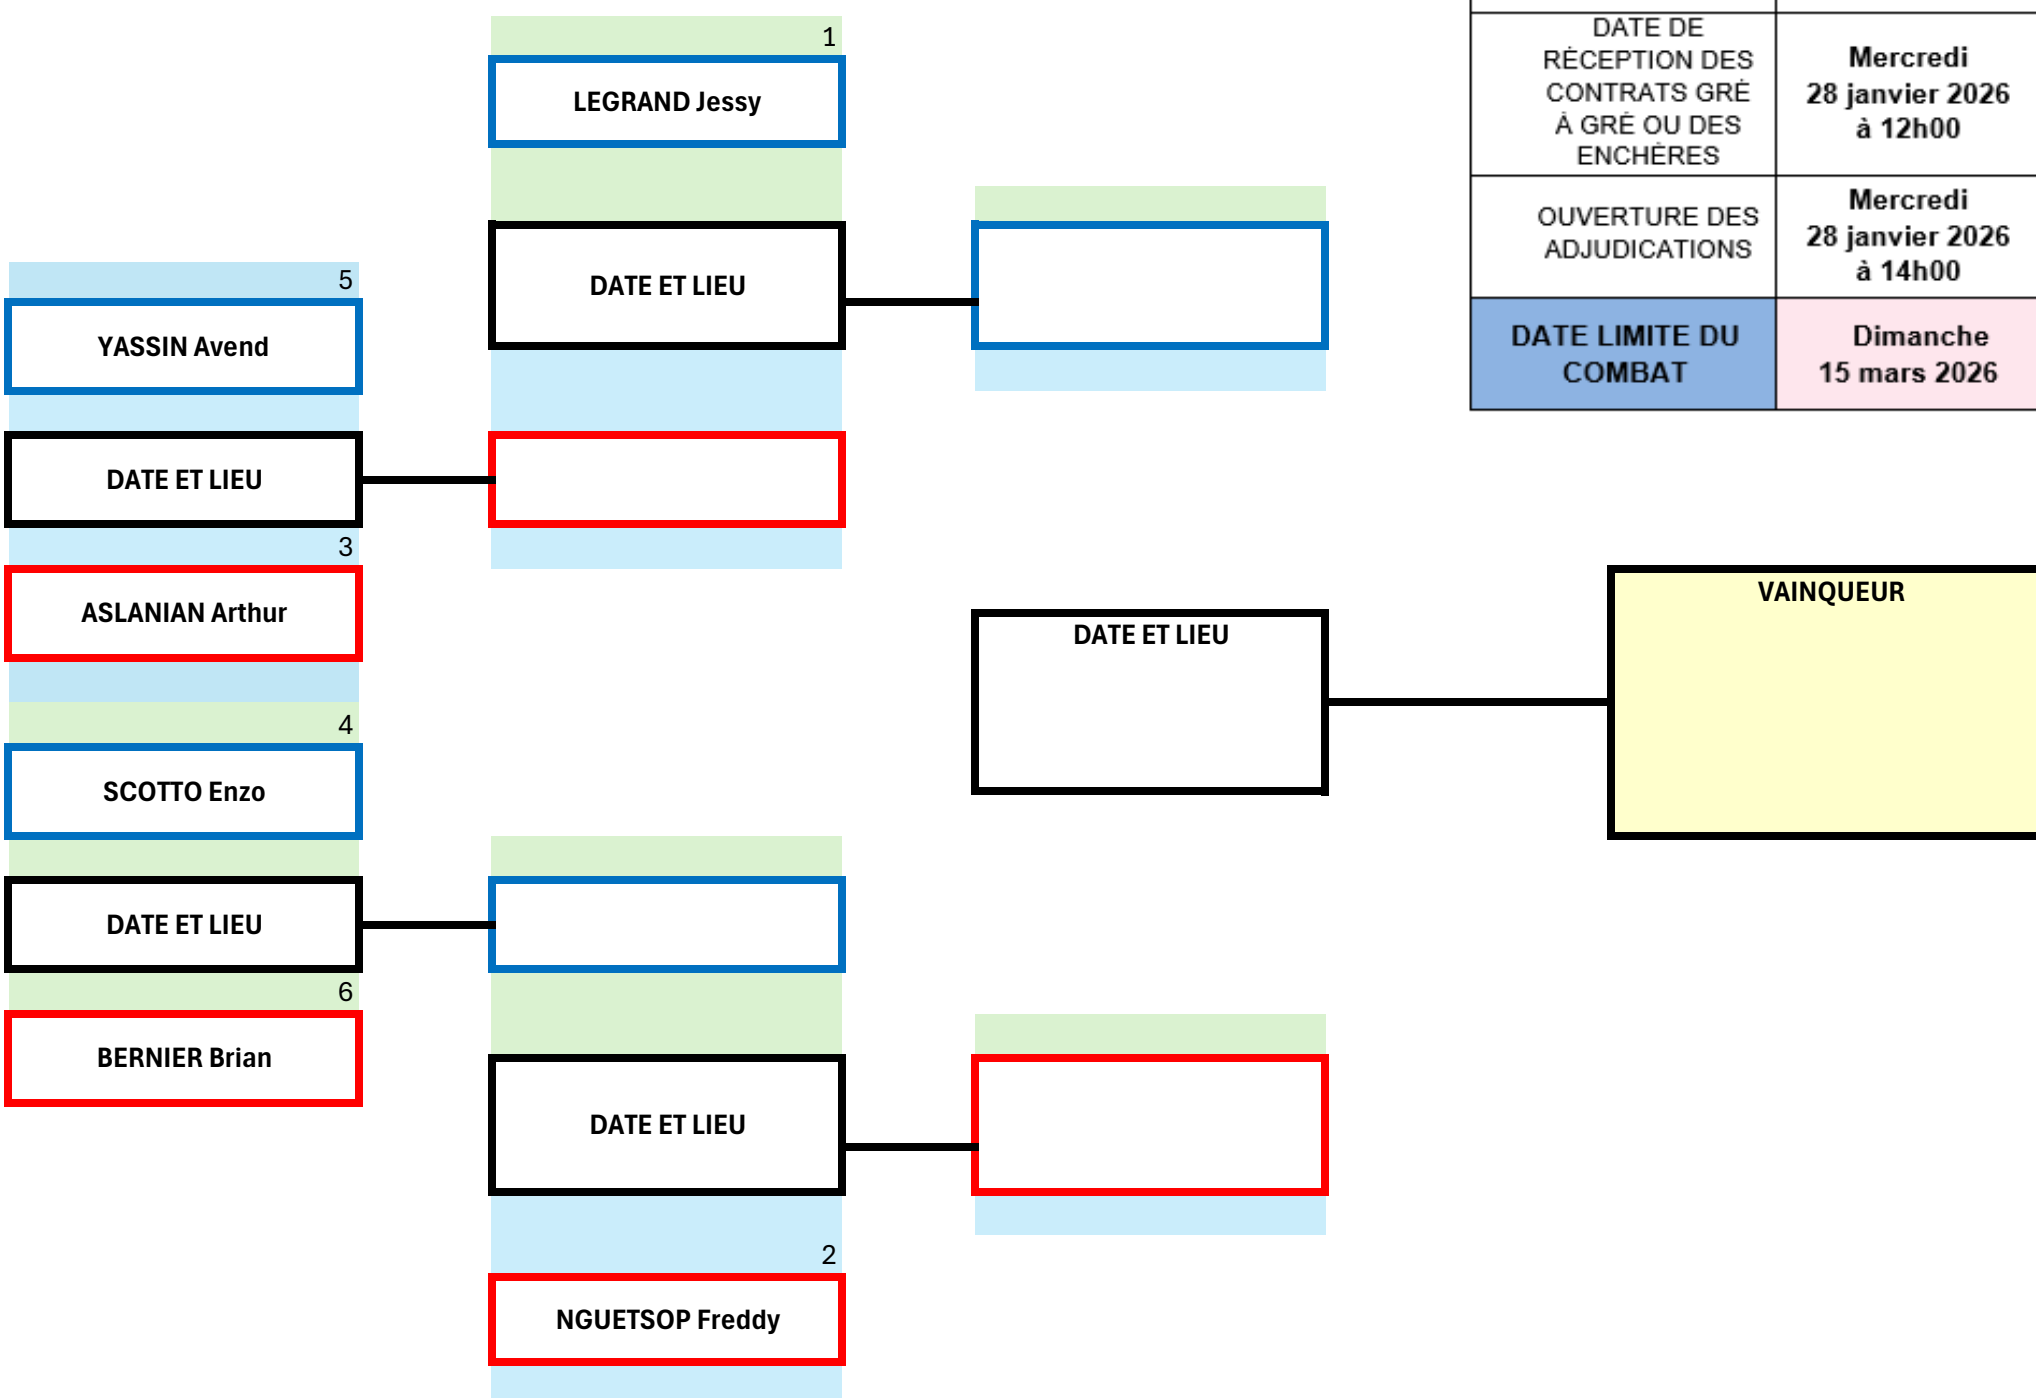 1
LEGRAND Jessy
DATE ET LIEU
5
YASSIN Avend
DATE ET LIEU
3
ASLANIAN Arthur
4
SCOTTO Enzo
DATE ET LIEU
6
BERNIER Brian
DATE ET LIEU
2
NGUETSOP Freddy
DATE ET LIEU
VAINQUEUR
DATE DE
RÉCEPTION DES
CONTRATS GRÉ
À GRÉ OU DES
ENCHÈRES
Mercredi
28 janvier 2026
à 12h00
OUVERTURE DES
ADJUDICATIONS
Mercredi
28 janvier 2026
à 14h00
DATE LIMITE DU
COMBAT
Dimanche
15 mars 2026